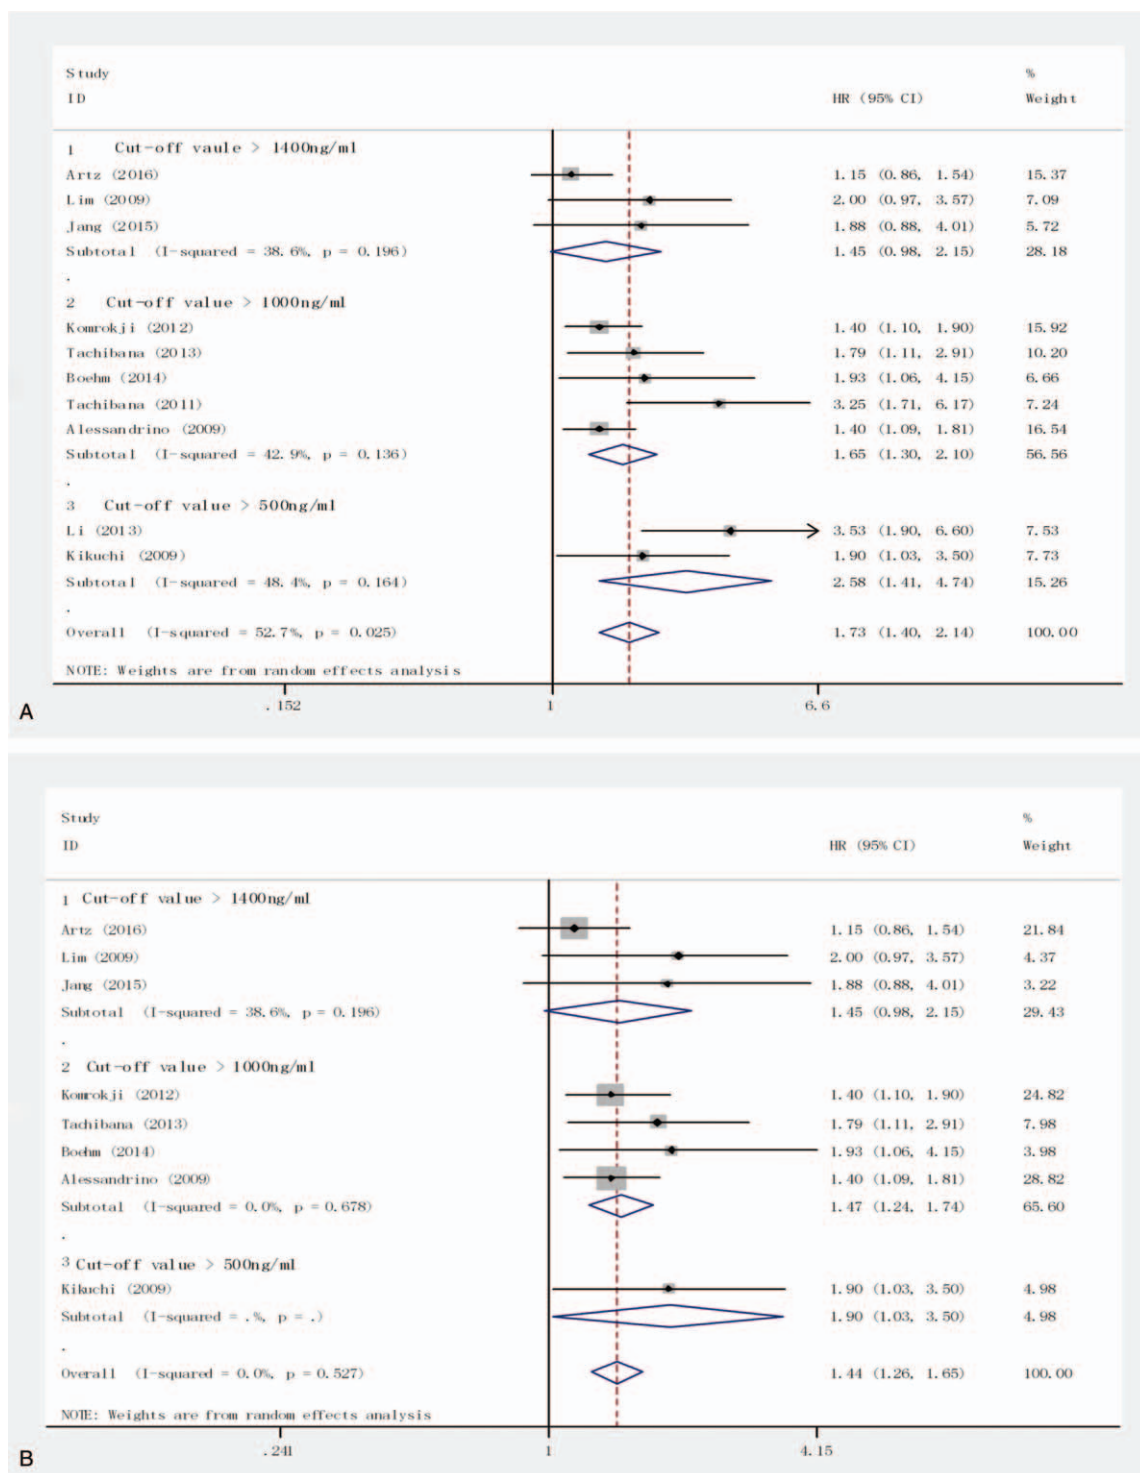 Study %
ID HR (95% CI) Weight
1 Cut-off vaule > 1400ng/ml
Artz (2016) 1.15 (0.86, 1.54) 15.37
Lim (2009) 2.00 (0.97, 3.57) 7.09
Jang (2015) 1.88 (0.88, 4.01) 5.72
Subtotal (I-squared = 38.6%, p = 0.196) 1.45 (0.98, 2.15) 28.18
.
2 Cut-off value > 1000ng/ml
Komrokji (2012) 1.40 (1.10, 1.90) 15.92
Tachibana (2013) 1.79 (1.11, 2.91) 10.20
Boehm (2014) 1.93 (1.06, 4.15) 6.66
Tachibana (2011) 3.25 (1.71, 6.17) 7.24
Alessandrino (2009) 1.40 (1.09, 1.81) 16.54
Subtotal (I-squared = 42.9%, p = 0.136) 1.65 (1.30, 2.10) 56.56
.
3 Cut-off value > 500ng/ml
Li (2013) 3.53 (1.90, 6.60) 7.53
Kikuchi (2009) 1.90 (1.03, 3.50) 7.73
Subtotal (I-squared = 48.4%, p = 0.164) 2.58 (1.41, 4.74) 15.26
.
Overall (I-squared = 52.7%, p = 0.025) 1.73 (1.40, 2.14) 100.00
NOTE: Weights are from random effects analysis
.152 1 6.6
A
Study %
ID HR (95% CI) Weight
1 Cut-off value > 1400ng/ml
Artz (2016) 1.15 (0.86, 1.54) 21.84
Lim (2009) 2.00 (0.97, 3.57) 4.37
Jang (2015) 1.88 (0.88, 4.01) 3.22
Subtotal (I-squared = 38.6%, p = 0.196) 1.45 (0.98, 2.15) 29.43
.
2 Cut-off value > 1000ng/ml
Komrokji (2012) 1.40 (1.10, 1.90) 24.82
Tachibana (2013) 1.79 (1.11, 2.91) 7.98
Boehm (2014) 1.93 (1.06, 4.15) 3.98
Alessandrino (2009) 1.40 (1.09, 1.81) 28.82
Subtotal (I-squared = 0.0%, p = 0.678) 1.47 (1.24, 1.74) 65.60
.
3 Cut-off value > 500ng/ml
Kikuchi (2009) 1.90 (1.03, 3.50) 4.98
Subtotal (I-squared = .%, p = .) 1.90 (1.03, 3.50) 4.98
.
Overall (I-squared = 0.0%, p = 0.527) 1.44 (1.26, 1.65) 100.00
NOTE: Weights are from random effects analysis
.241 1 4.15
B